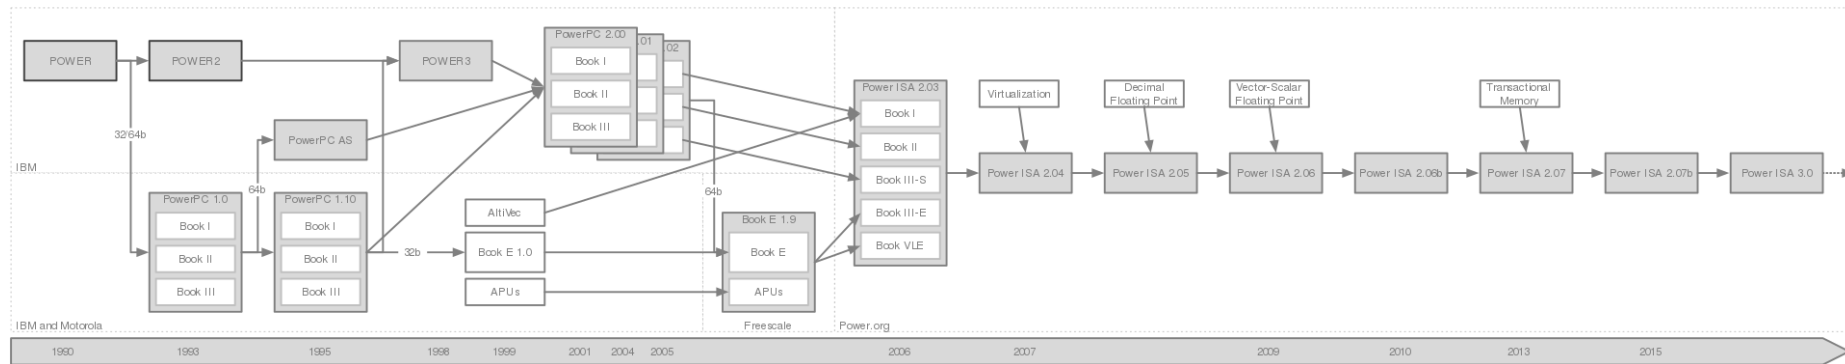 PowerPC 2.00
.01
.02
POWER
POWER2
POWER3
Book I
Book II
Book III
32/64b
PowerPC AS
IBM
64b
PowerPC 1.0
Book I
Book II
Book III
PowerPC 1.10
Book I
Book II
Book III
32b
AltiVec
Book E 1.0
APUs
64b
Book E 1.9
Book E
APUs
IBM and Motorola
Freescale
Power.org
Power ISA 2.03
Book I
Book II
Book III-S
Book III-E
Book VLE
Virtualization
Decimal
Floating Point
Vector-Scalar
Floating Point
Transactional
Memory
Power ISA 2.04
Power ISA 2.05
Power ISA 2.06
Power ISA 2.06b
Power ISA 2.07
Power ISA 2.07b
Power ISA 3.0
1990
1993
1995
1998
1999
2001
2004
2005
2006
2007
2009
2010
2013
2015